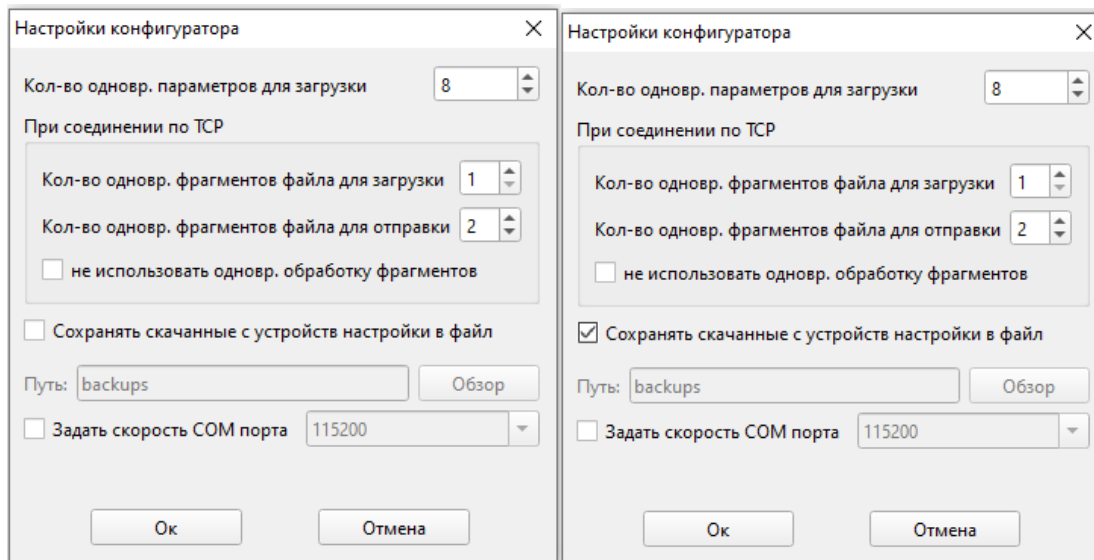 Настройки конфигуратора
Кол-во одновр. параметров для загрузки 8
При соединении по TCP
Кол-во одновр. фрагментов файла для загрузки 1
Кол-во одновр. фрагментов файла для отправки 2
не использовать одновр. обработку фрагментов
Сохранять скачанные с устройств настройки в файл
Путь: backups Обзор
Задать скорость COM порта 115200
Ок Отмена
Настройки конфигуратора
Кол-во одновр. параметров для загрузки 8
При соединении по TCP
Кол-во одновр. фрагментов файла для загрузки 1
Кол-во одновр. фрагментов файла для отправки 2
не использовать одновр. обработку фрагментов
Сохранять скачанные с устройств настройки в файл
Путь: backups Обзор
Задать скорость COM порта 115200
Ок Отмена